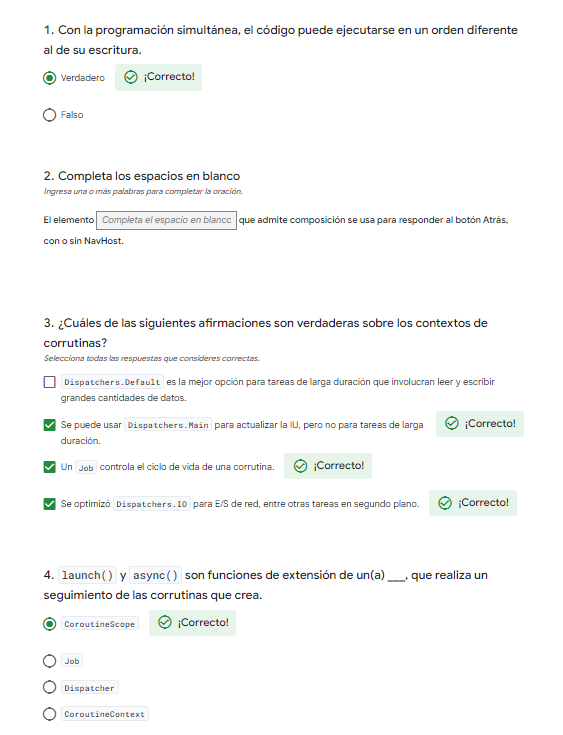 1. Con la programación simultánea, el código puede ejecutarse en un orden diferente
al de su escritura.
Verdadero
¡Correcto!
Falso
2. Completa los espacios en blanco
Ingresa una o más palabras para completar la oración.
El elemento Completa el espacio en blancc que admite composición se usa para responder al botón Atrás,
con o sin NavHost.
3. ¿Cuáles de las siguientes afirmaciones son verdaderas sobre los contextos de
corrutinas?
Selecciona todas las respuestas que consideres correctas.
Dispatchers.Default es la mejor opción para tareas de larga duración que involucran leer y escribir
grandes cantidades de datos.
Se puede usar Dispatchers.Main para actualizar la IU, pero no para tareas de larga
duración.
¡Correcto!
Un Job controla el ciclo de vida de una corrutina.
¡Correcto!
Se optimizó Dispatchers.IO para E/S de red, entre otras tareas en segundo plano.
¡Correcto!
4. launch() y async() son funciones de extensión de un(a) ___, que realiza un
seguimiento de las corrutinas que crea.
CoroutineScope
¡Correcto!
Job
Dispatcher
CoroutineContext